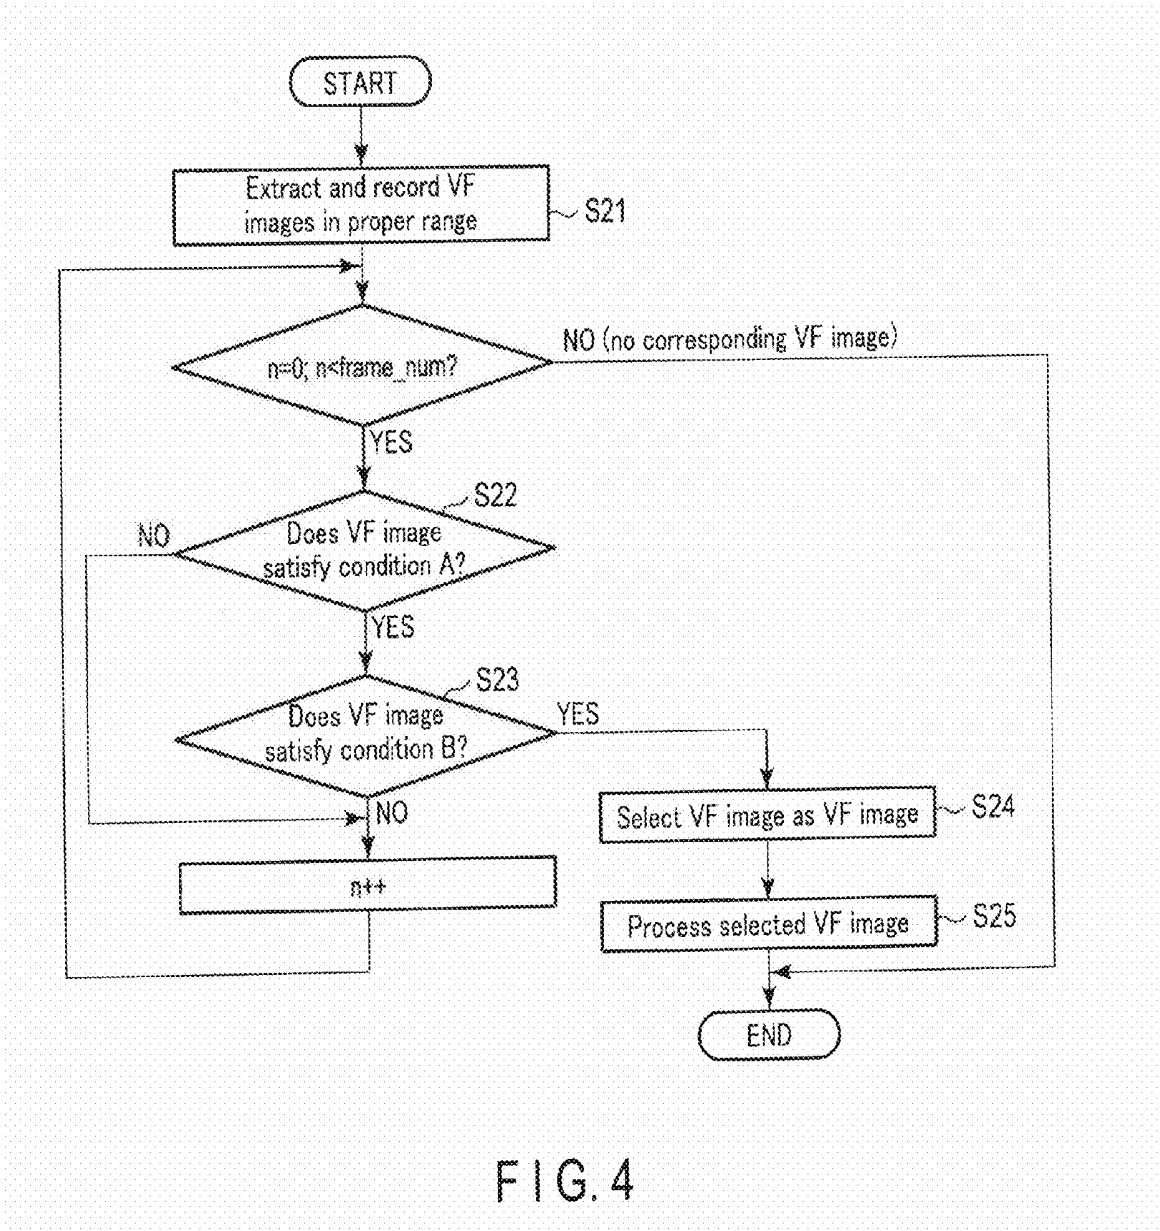 START
Extract and record VF
images in proper range
S21
n=0; n<frame_num?
NO (no corresponding VF image)
YES
S22
NO
Does VF image
satisfy condition A?
YES
S23
Does VF image
satisfy condition B?
YES
NO
Select VF image as VF image
S24
n++
Process selected VF image
S25
END
FIG. 4